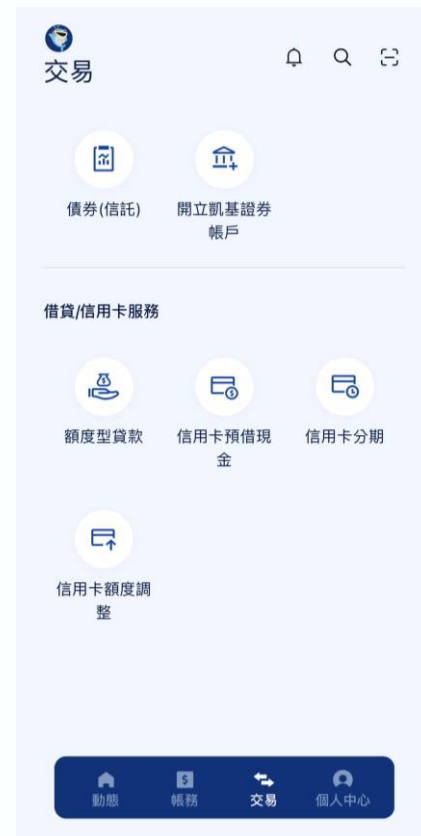 交易
債券(信託)
開立凱基證券
帳戶
借貸/信用卡服務
額度型貸款
信用卡預借現
金
信用卡分期
信用卡額度調
整
動態
帳務
交易
個人中心